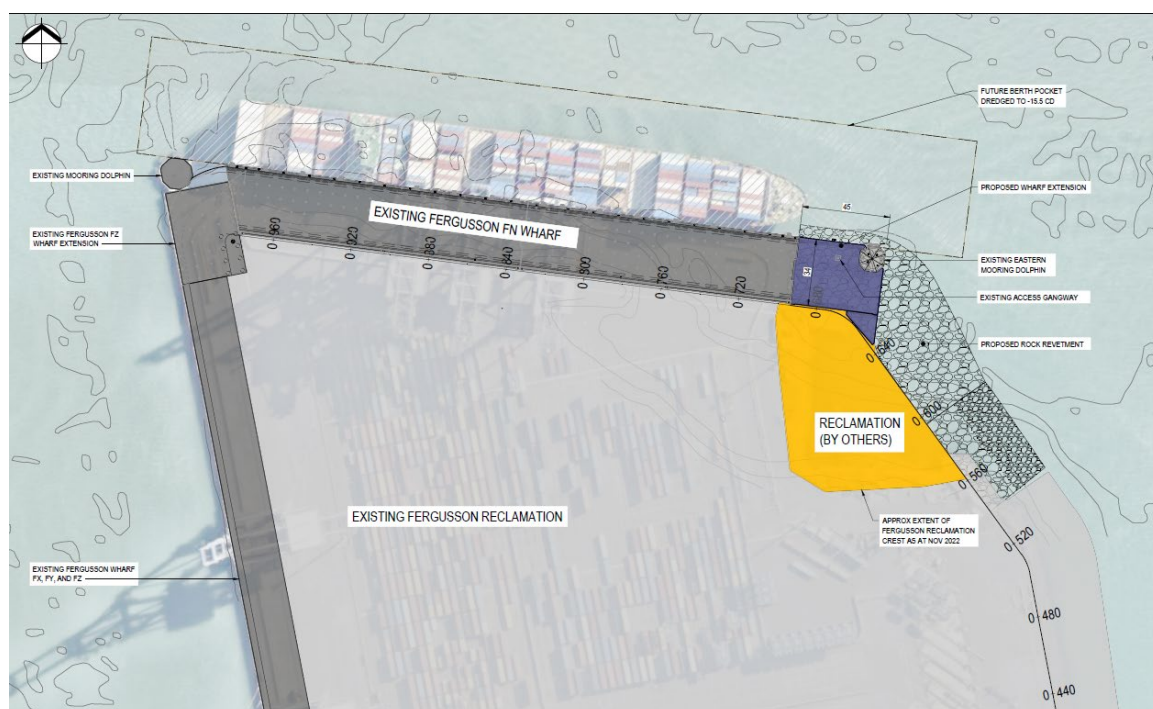 FUTURE BERTH POCKET
DREDGED TO -15.5 CD
EXISTING MOORING DOLPHIN
PROPOSED WHARF EXTENSION
45
EXISTING FERGUSSON FN WHARF
EXISTING FERGUSSON FZ
WHARF EXTENSION
EXISTING EASTERN
MOORING DOLPHIN
34
0 960
0 920
0 880
0 840
0 800
0 760
0 720
EXISTING ACCESS GANGWAY
PROPOSED ROCK REVETMENT
0 640
0 600
RECLAMATION
(BY OTHERS)
0 560
EXISTING FERGUSSON RECLAMATION
APPROX EXTENT OF
FERGUSSON RECLAMATION
CREST AS AT NOV 2022
0 520
EXISTING FERGUSSON WHARF
FX, FY, AND FZ
0 480
0 440